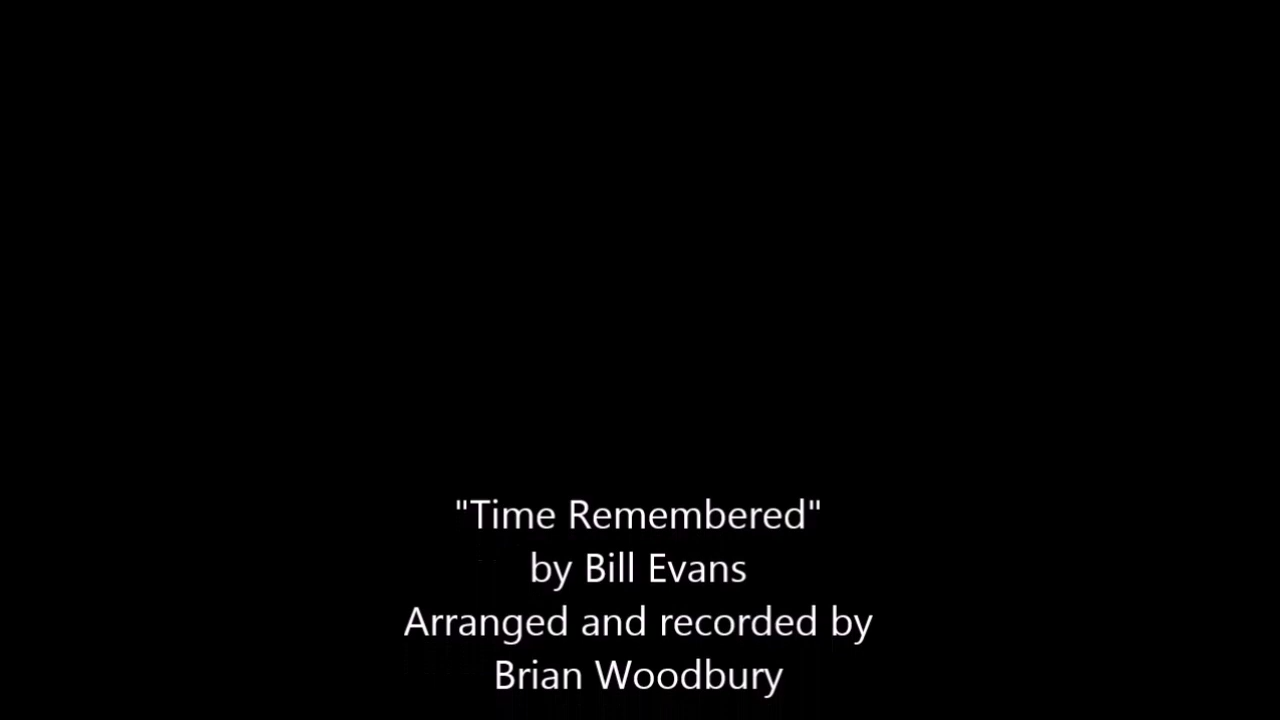 "Time Remembered"
by Bill Evans
Arranged and recorded by
Brian Woodbury